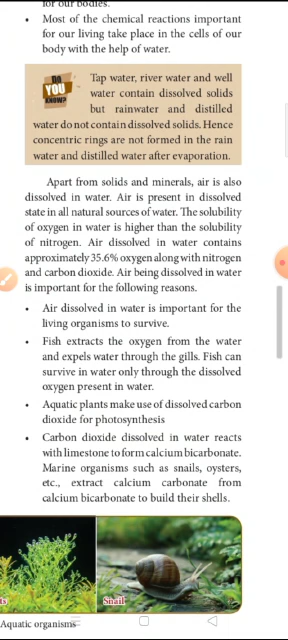 for our bodies.
• Most of the chemical reactions important
for our living take place in the cells of our
body with the help of water.
DO YOU KNOW?
Tap water, river water and well
water contain dissolved solids
but rainwater and distilled
water do not contain dissolved solids. Hence
concentric rings are not formed in the rain
water and distilled water after evaporation.
Apart from solids and minerals, air is also
dissolved in water. Air is present in dissolved
state in all natural sources of water. The solubility
of oxygen in water is higher than the solubility
of nitrogen. Air dissolved in water contains
approximately 35.6% oxygen along with nitrogen
and carbon dioxide. Air being dissolved in water
is important for the following reasons.
• Air dissolved in water is important for the
living organisms to survive.
• Fish extracts the oxygen from the water
and expels water through the gills. Fish can
survive in water only through the dissolved
oxygen present in water.
• Aquatic plants make use of dissolved carbon
dioxide for photosynthesis
• Carbon dioxide dissolved in water reacts
with limestone to form calcium bicarbonate.
Marine organisms such as snails, oysters,
etc., extract calcium carbonate from
calcium bicarbonate to build their shells.
ts
Snail
Aquatic organisms